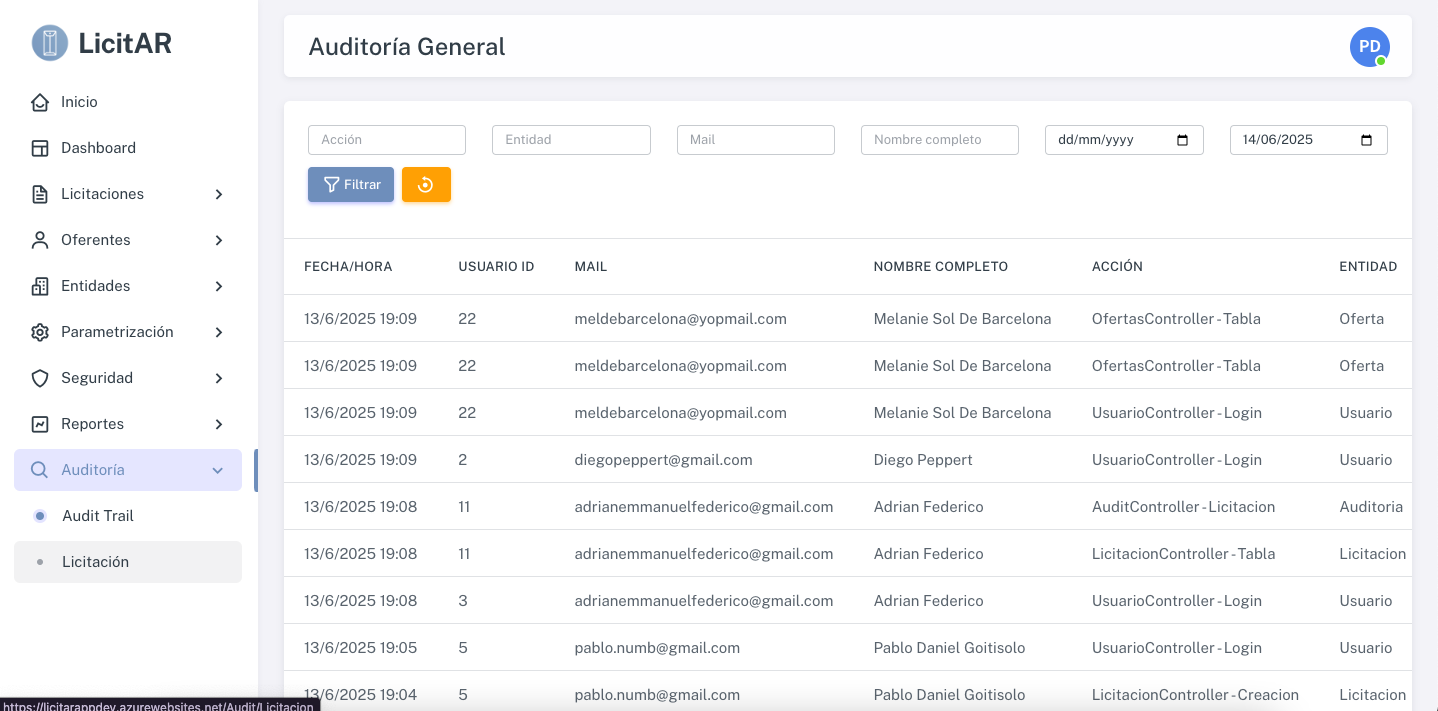 LicitAR
Inicio
Dashboard
Licitaciones
Oferentes
Entidades
Parametrización
Seguridad
Reportes
Auditoría
Audit Trail
Licitación
Auditoría General
PD
Acción Entidad Mail Nombre completo dd/mm/yyyy 14/06/2025
Filtrar
FECHA/HORA USUARIO ID MAIL NOMBRE COMPLETO ACCIÓN ENTIDAD
13/6/2025 19:09 22 meldebarcelona@yopmail.com Melanie Sol De Barcelona OfertasController - Tabla Oferta
13/6/2025 19:09 22 meldebarcelona@yopmail.com Melanie Sol De Barcelona OfertasController - Tabla Oferta
13/6/2025 19:09 22 meldebarcelona@yopmail.com Melanie Sol De Barcelona UsuarioController - Login Usuario
13/6/2025 19:09 2 diegopeppert@gmail.com Diego Peppert UsuarioController - Login Usuario
13/6/2025 19:08 11 adrianemmanuelfederico@gmail.com Adrian Federico AuditController - Licitacion Auditoria
13/6/2025 19:08 11 adrianemmanuelfederico@gmail.com Adrian Federico LicitacionController - Tabla Licitacion
13/6/2025 19:08 3 adrianemmanuelfederico@gmail.com Adrian Federico UsuarioController - Login Usuario
13/6/2025 19:05 5 pablo.numb@gmail.com Pablo Daniel Goitisolo UsuarioController - Login Usuario
13/6/2025 19:04 5 pablo.numb@gmail.com Pablo Daniel Goitisolo LicitacionController - Creacion Licitacion
https://licitarappdev.azurewebsites.net/Audit/Licitacion